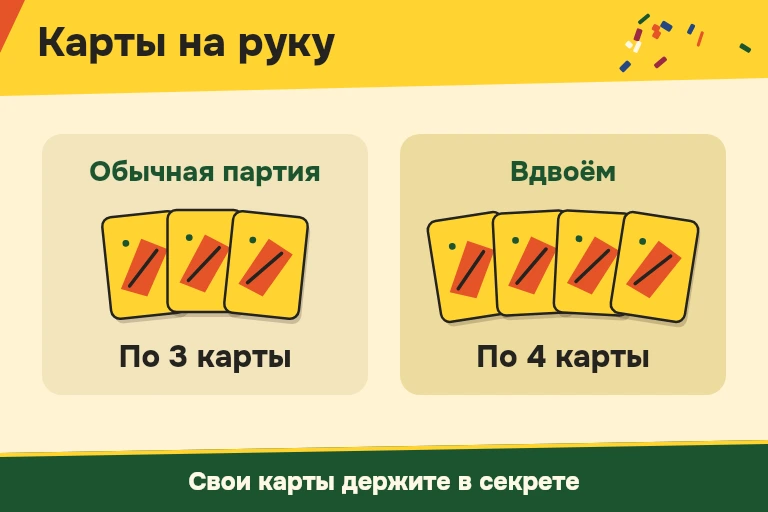 Карты на руку
Обычная партия
Вдвоём
По 3 карты
По 4 карты
Свои карты держите в секрете